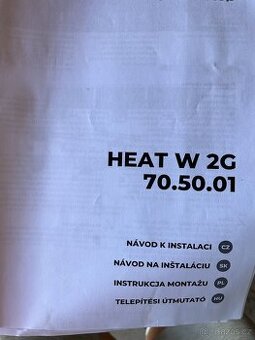 HEAT W 2G
70.50.01
NÁVOD K INSTALACI CZ
NÁVOD NA INŠTALÁCIU SK
INSTRUKCJA MONTAŻU PL
TELEPÍTÉSI ÚTMUTATÓ HU